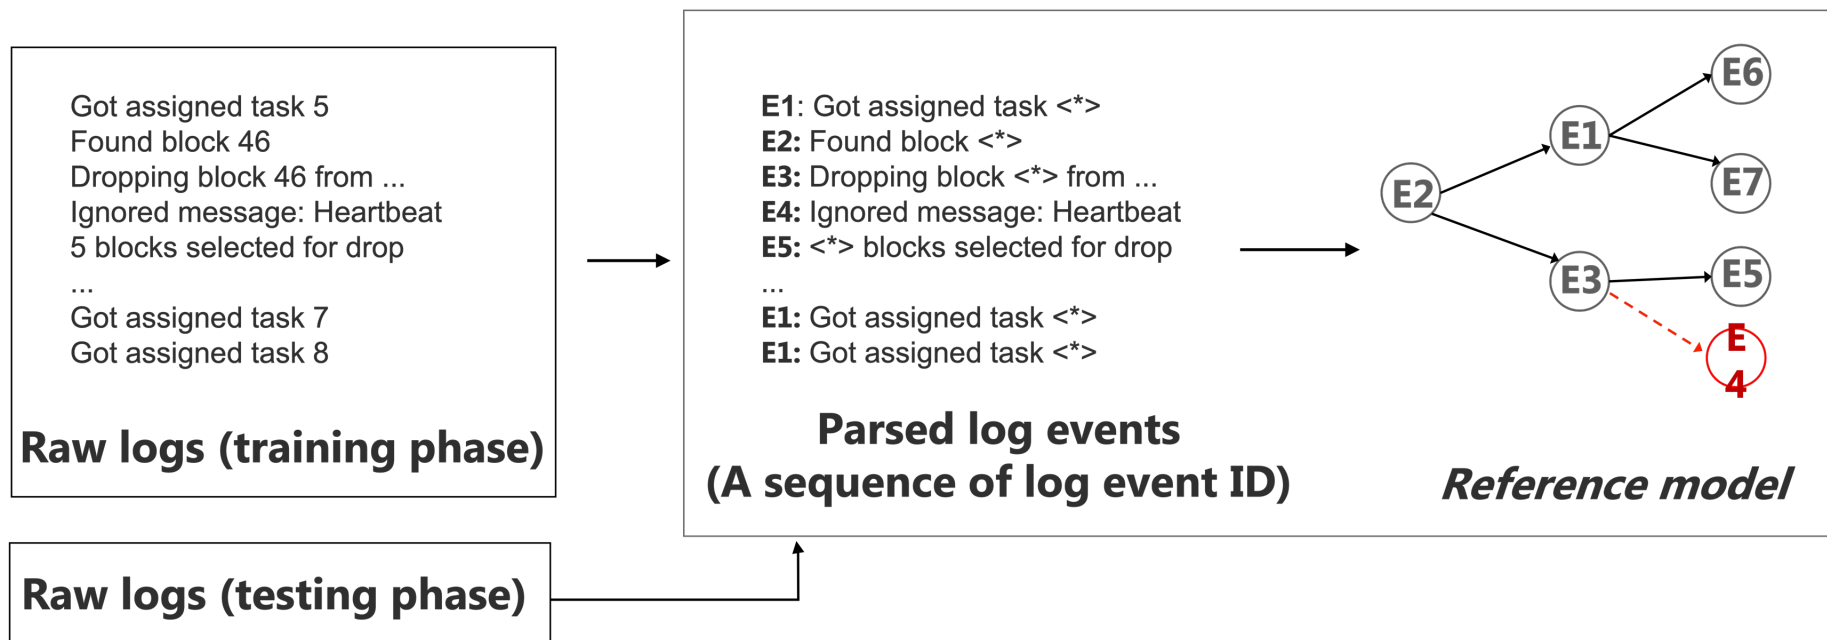 Got assigned task 5
Found block 46
Dropping block 46 from ...
Ignored message: Heartbeat
5 blocks selected for drop
...
Got assigned task 7
Got assigned task 8
Raw logs (training phase)
Raw logs (testing phase)
E1: Got assigned task <*>
E2: Found block <*>
E3: Dropping block <*> from ...
E4: Ignored message: Heartbeat
E5: <*> blocks selected for drop
...
E1: Got assigned task <*>
E1: Got assigned task <*>
Parsed log events
(A sequence of log event ID)
E2
E1
E3
E6
E7
E5
E
4
Reference model